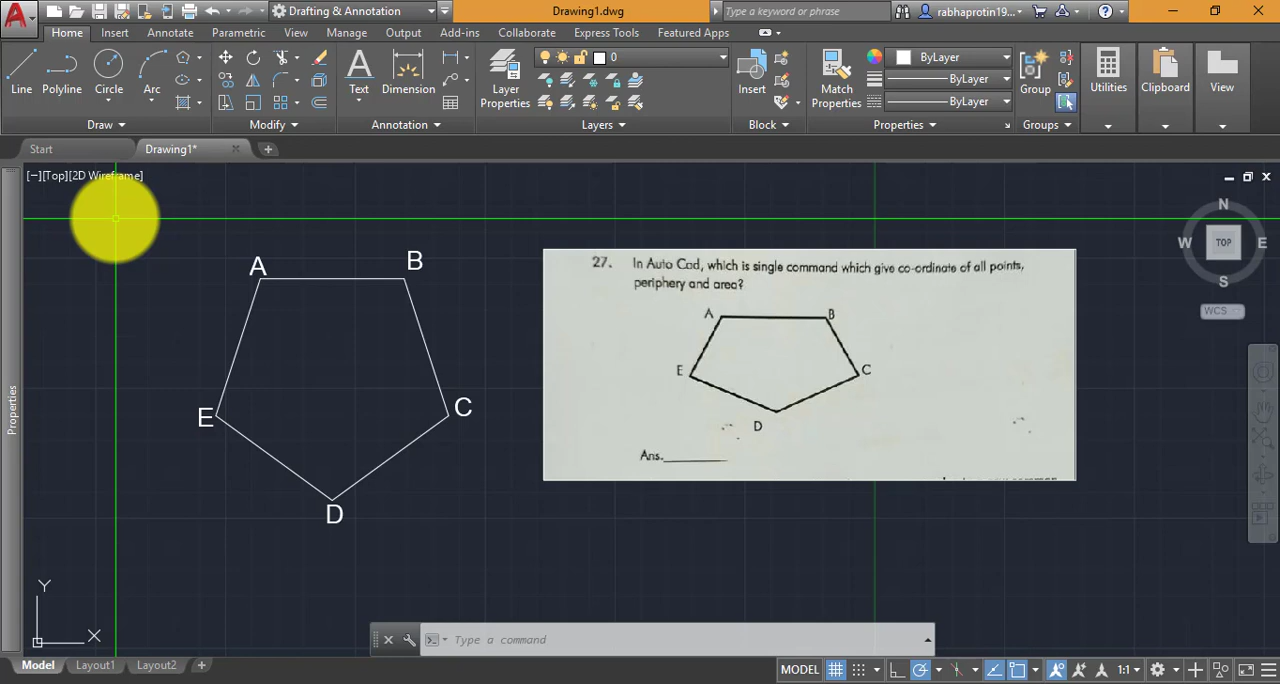 Drafting & Annotation
Drawing1.dwg
Type a keyword or phrase
rabhaprotin19...
Home Insert Annotate Parametric View Manage Output Add-ins Collaborate Express Tools Featured Apps
Line Polyline Circle Arc
Text Dimension
Layer Properties
0
Insert
Match Properties
ByLayer
ByLayer
ByLayer
Group
Utilities
Clipboard
View
Draw Modify Annotation Layers Block Properties Groups
Start Drawing1*
[−][Top][2D Wireframe]
N
W TOP E
S
WCS
A B
E C
D
27. In Auto Cad, which is single command which give co-ordinate of all points,
periphery and area?
A B
E C
D
Ans.
Properties
Y
X
Type a command
Model Layout1 Layout2
MODEL 1:1